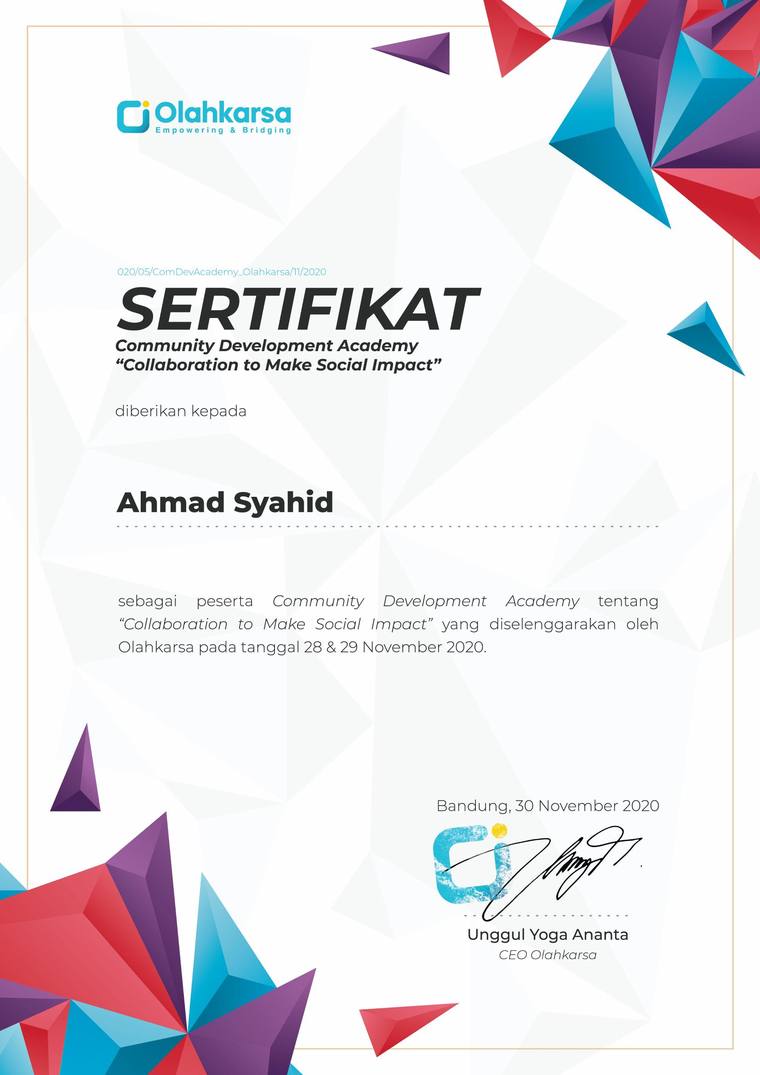 Olahkarsa
Empowering & Bridging
020/05/ComDevAcademy_Olahkarsa/11/2020
SERTIFIKAT
Community Development Academy
“Collaboration to Make Social Impact”
diberikan kepada
Ahmad Syahid
sebagai peserta Community Development Academy tentang
“Collaboration to Make Social Impact” yang diselenggarakan oleh
Olahkarsa pada tanggal 28 & 29 November 2020.
Bandung, 30 November 2020
Unggul Yoga Ananta
CEO Olahkarsa